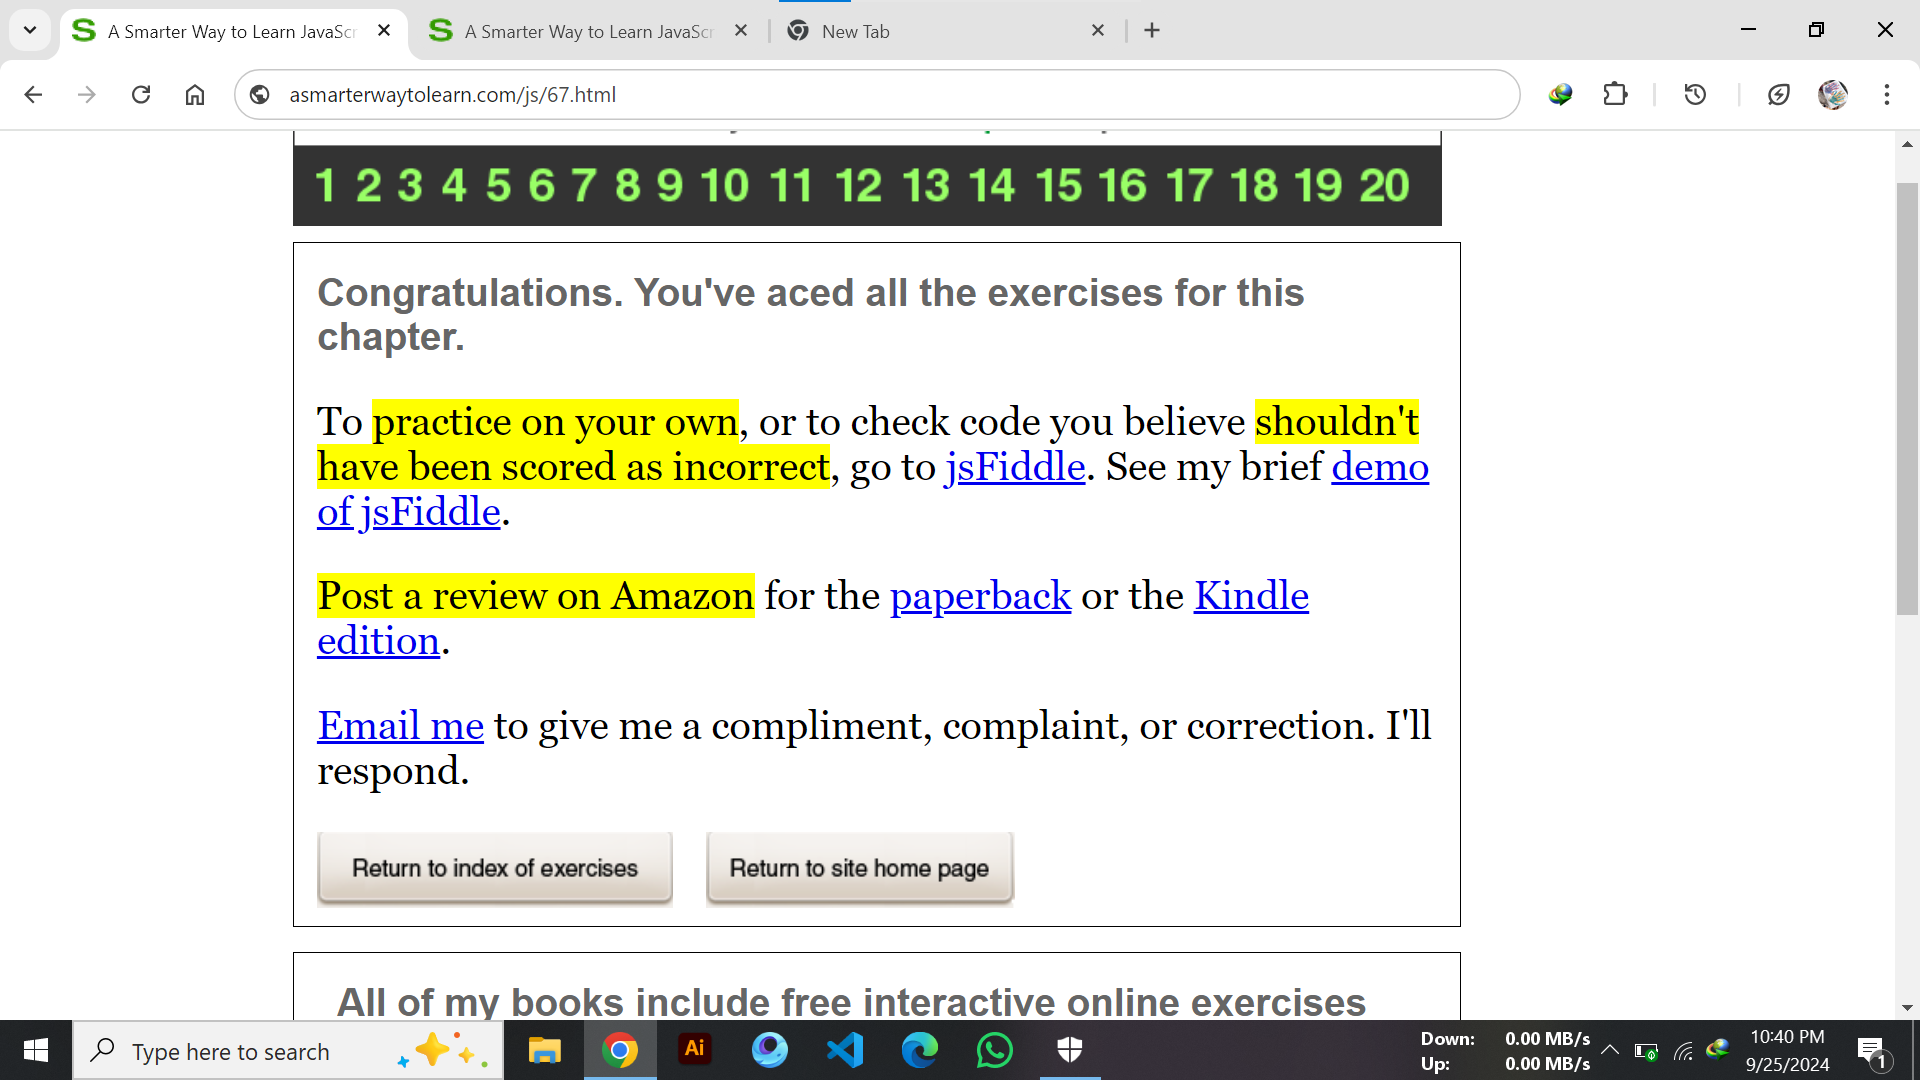 A Smarter Way to Learn JavaScr
A Smarter Way to Learn JavaScr
New Tab
asmarterwaytolearn.com/js/67.html
1 2 3 4 5 6 7 8 9 10 11 12 13 14 15 16 17 18 19 20
Congratulations. You've aced all the exercises for this
chapter.
To practice on your own, or to check code you believe shouldn't
have been scored as incorrect, go to jsFiddle. See my brief demo
of jsFiddle.
Post a review on Amazon for the paperback or the Kindle
edition.
Email me to give me a compliment, complaint, or correction. I'll
respond.
Return to index of exercises
Return to site home page
All of my books include free interactive online exercises
Type here to search
Ai
Down: 0.00 MB/s
Up: 0.00 MB/s
10:40 PM
9/25/2024
1